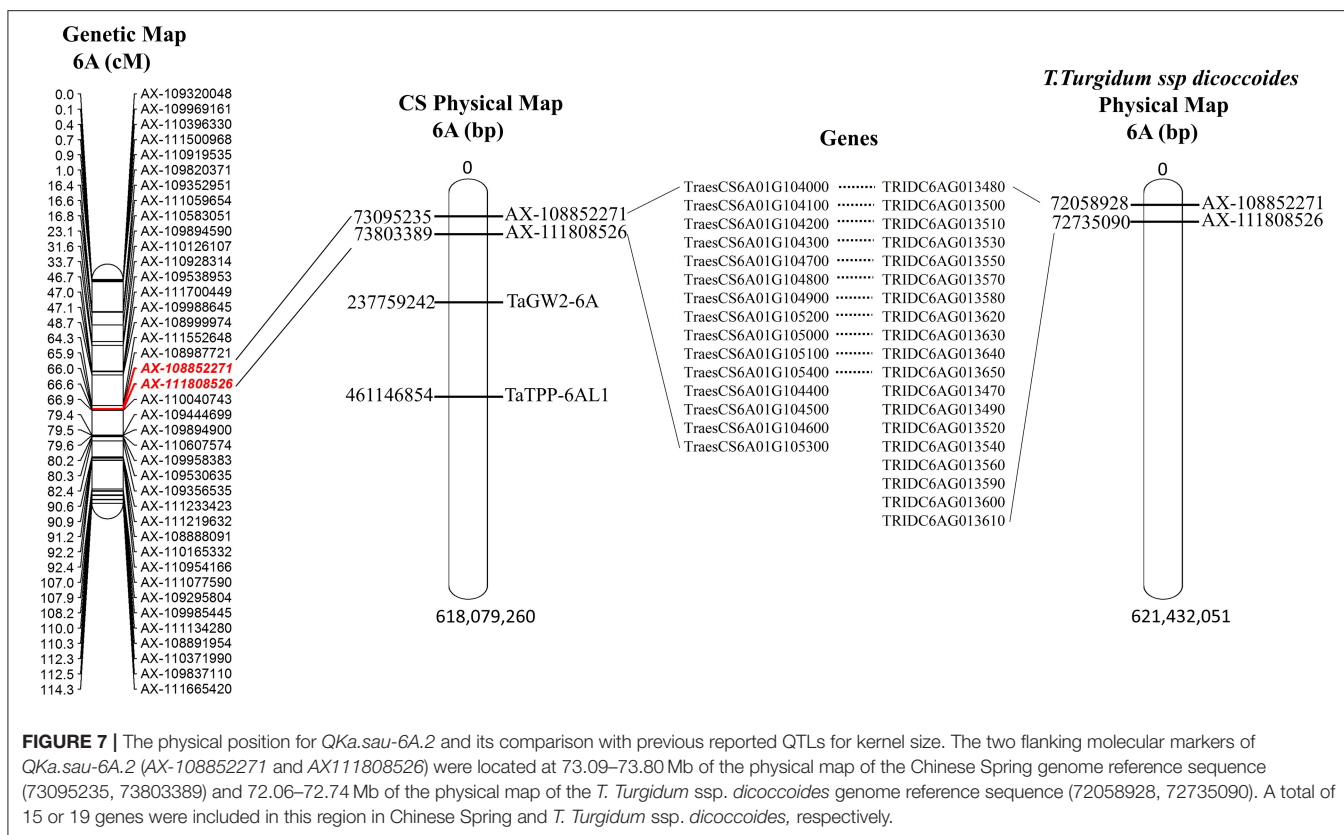 Genetic Map
6A (cM)
0.0 AX-109320048
0.1 AX-109969161
0.4 AX-110396330
0.7 AX-111500968
0.9 AX-110919535
1.0 AX-109820371
16.4 AX-109352951
16.6 AX-111059654
16.8 AX-110583051
23.1 AX-109894590
31.6 AX-110126107
33.7 AX-110928314
46.7 AX-109538953
47.0 AX-111700449
47.1 AX-109988645
48.7 AX-108999974
64.3 AX-111552648
65.9 AX-108987721
66.0 AX-108852271
66.6 AX-111808526
66.9 AX-110040743
79.4 AX-109444699
79.5 AX-109894900
79.6 AX-110607574
80.2 AX-109958383
80.3 AX-109530635
82.4 AX-109356535
90.6 AX-111233423
90.9 AX-111219632
91.2 AX-108888091
92.2 AX-110165332
92.4 AX-110954166
107.0 AX-111077590
107.9 AX-109295804
108.2 AX-109985445
110.0 AX-111134280
110.3 AX-108891954
112.3 AX-110371990
112.5 AX-109837110
114.3 AX-111665420
CS Physical Map
6A (bp)
0
73095235 AX-108852271
73803389 AX-111808526
237759242 TaGW2-6A
461146854 TaTPP-6AL1
618,079,260
Genes
TraesCS6A01G104000 TRIDC6AG013480
TraesCS6A01G104100 TRIDC6AG013500
TraesCS6A01G104200 TRIDC6AG013510
TraesCS6A01G104300 TRIDC6AG013530
TraesCS6A01G104700 TRIDC6AG013550
TraesCS6A01G104800 TRIDC6AG013570
TraesCS6A01G104900 TRIDC6AG013580
TraesCS6A01G105200 TRIDC6AG013620
TraesCS6A01G105000 TRIDC6AG013630
TraesCS6A01G105100 TRIDC6AG013640
TraesCS6A01G105400 TRIDC6AG013650
TraesCS6A01G104400 TRIDC6AG013470
TraesCS6A01G104500 TRIDC6AG013490
TraesCS6A01G104600 TRIDC6AG013520
TraesCS6A01G105300 TRIDC6AG013540
TRIDC6AG013560
TRIDC6AG013590
TRIDC6AG013600
TRIDC6AG013610
T.Turgidum ssp dicoccoides
Physical Map
6A (bp)
0
72058928 AX-108852271
72735090 AX-111808526
621,432,051
FIGURE 7 | The physical position for QKa.sau-6A.2 and its comparison with previous reported QTLs for kernel size. The two flanking molecular markers of
QKa.sau-6A.2 (AX-108852271 and AX111808526) were located at 73.09–73.80 Mb of the physical map of the Chinese Spring genome reference sequence
(73095235, 73803389) and 72.06–72.74 Mb of the physical map of the T. Turgidum ssp. dicoccoides genome reference sequence (72058928, 72735090). A total of
15 or 19 genes were included in this region in Chinese Spring and T. Turgidum ssp. dicoccoides, respectively.